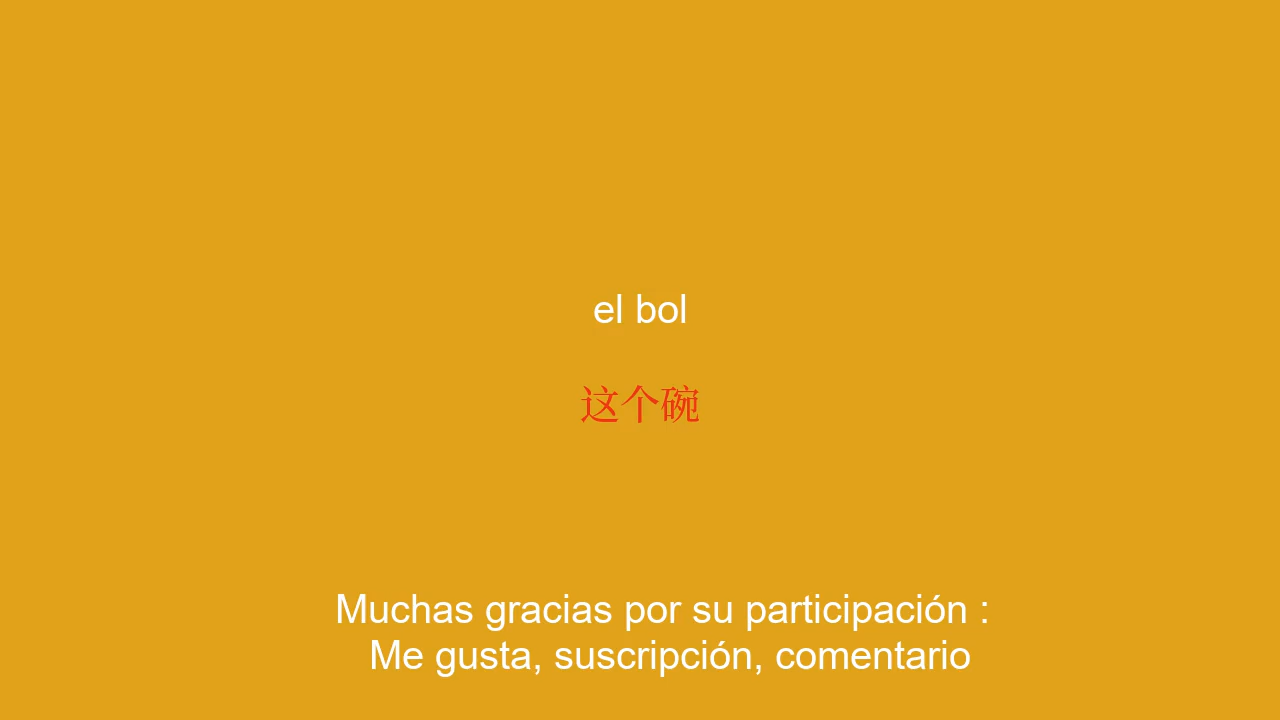 el bol
这个碗
Muchas gracias por su participación :
Me gusta, suscripción, comentario